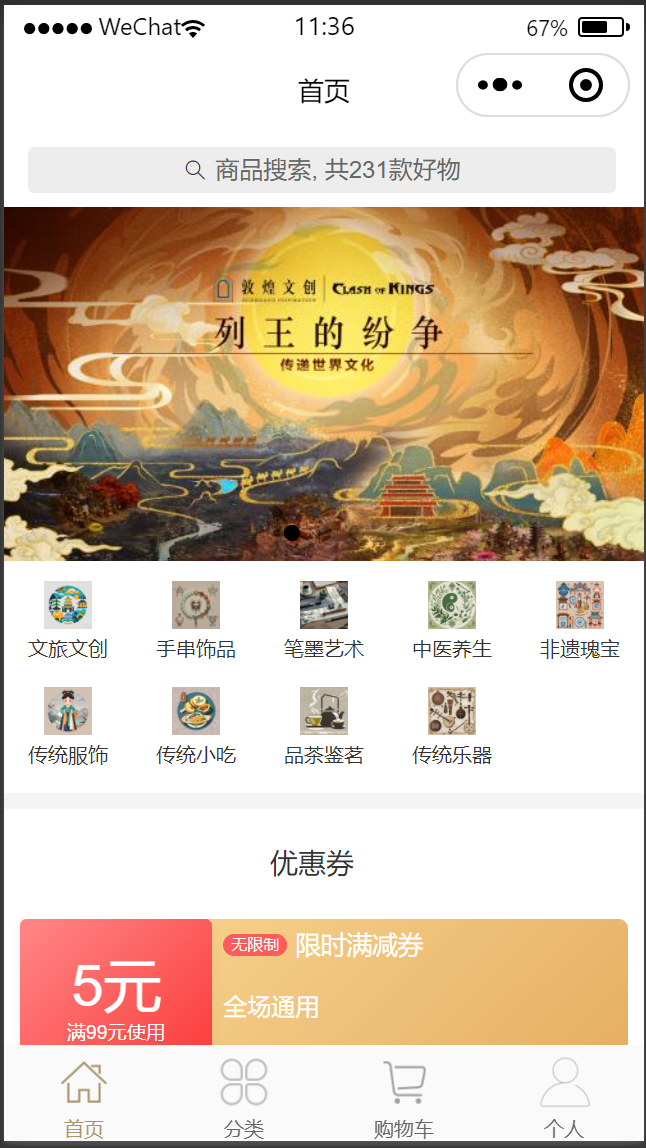 WeChat
11:36
67%
首页
商品搜索, 共231款好物
敦煌文创
CLASH OF KINGS
列王的纷争
传递世界文化
文旅文创
手串饰品
笔墨艺术
中医养生
非遗瑰宝
传统服饰
传统小吃
品茶鉴茗
传统乐器
优惠券
5元
满99元使用
无限制 限时满减券
全场通用
首页
分类
购物车
个人